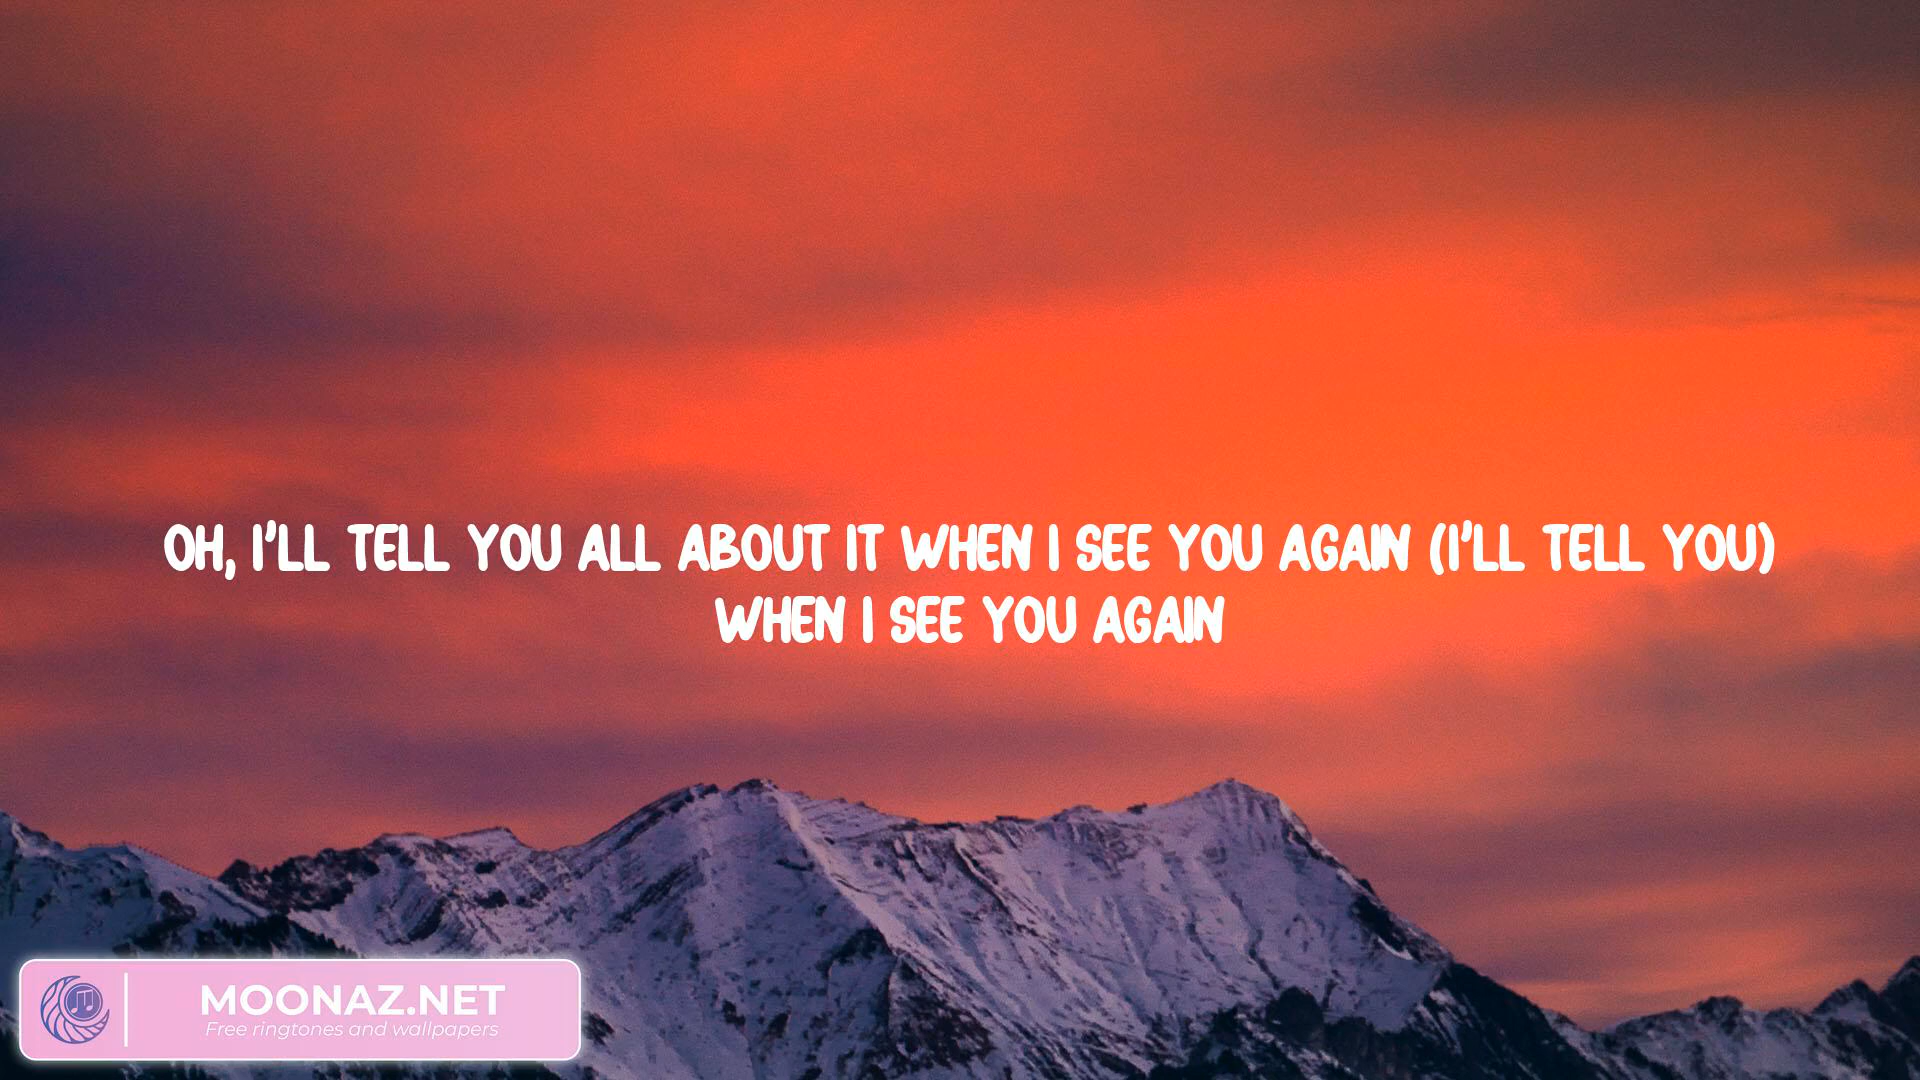 OH, I'LL TELL YOU ALL ABOUT IT WHEN I SEE YOU AGAIN (I'LL TELL YOU)
WHEN I SEE YOU AGAIN
MOONAZ.NET
Free ringtones and wallpapers